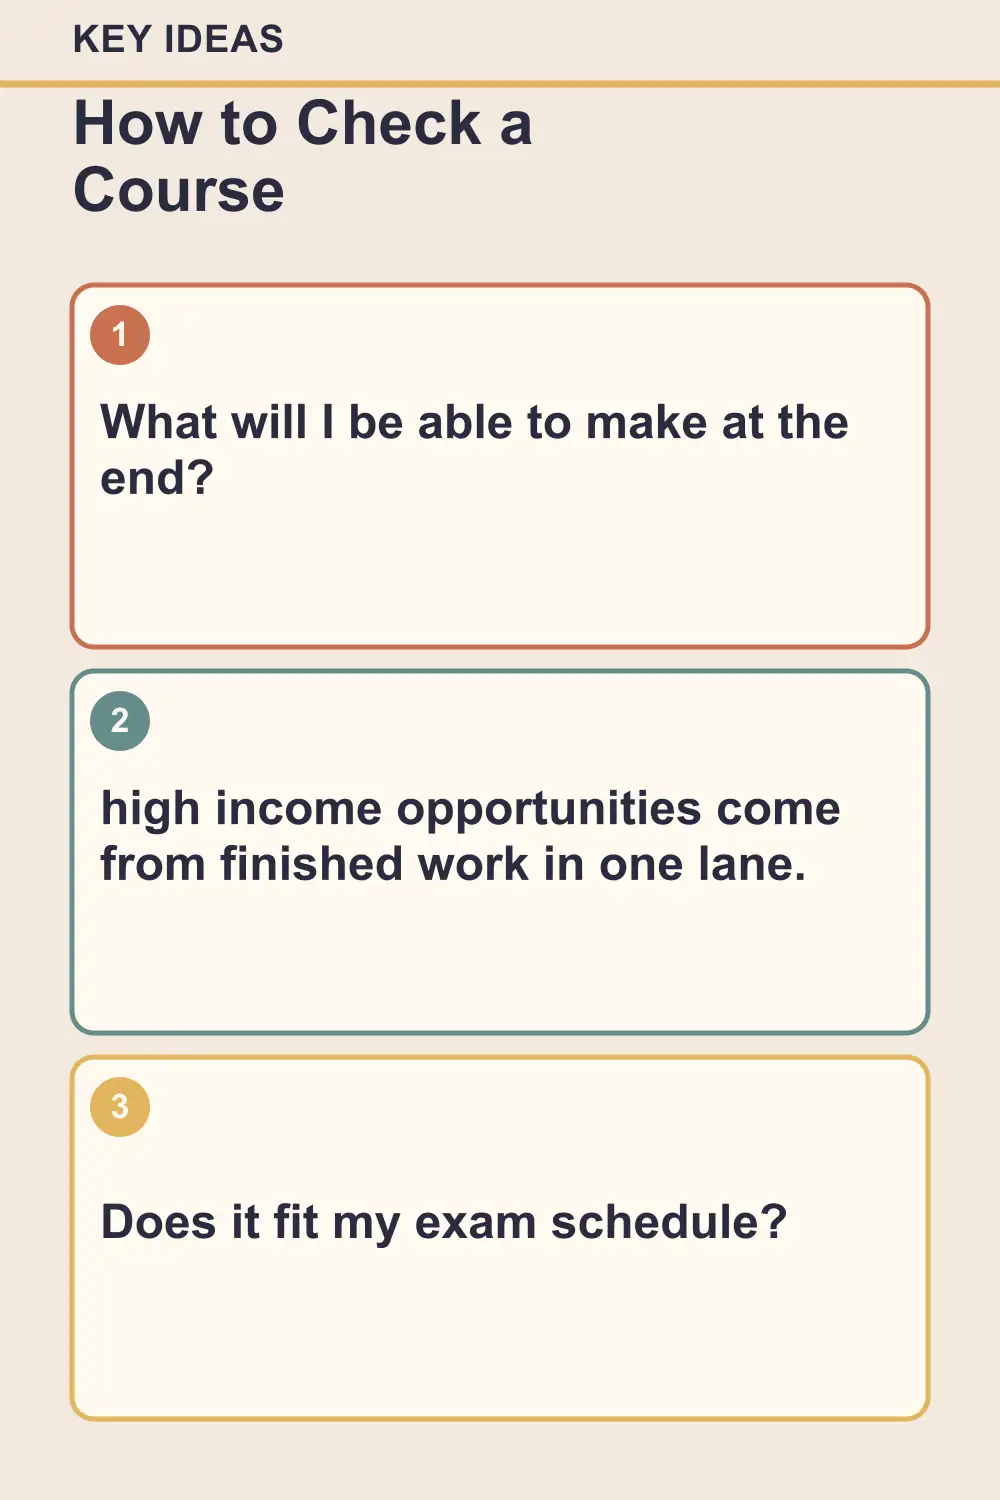 KEY IDEAS
How to Check a
Course
1
What will I be able to make at the
end?
2
high income opportunities come
from finished work in one lane.
3
Does it fit my exam schedule?